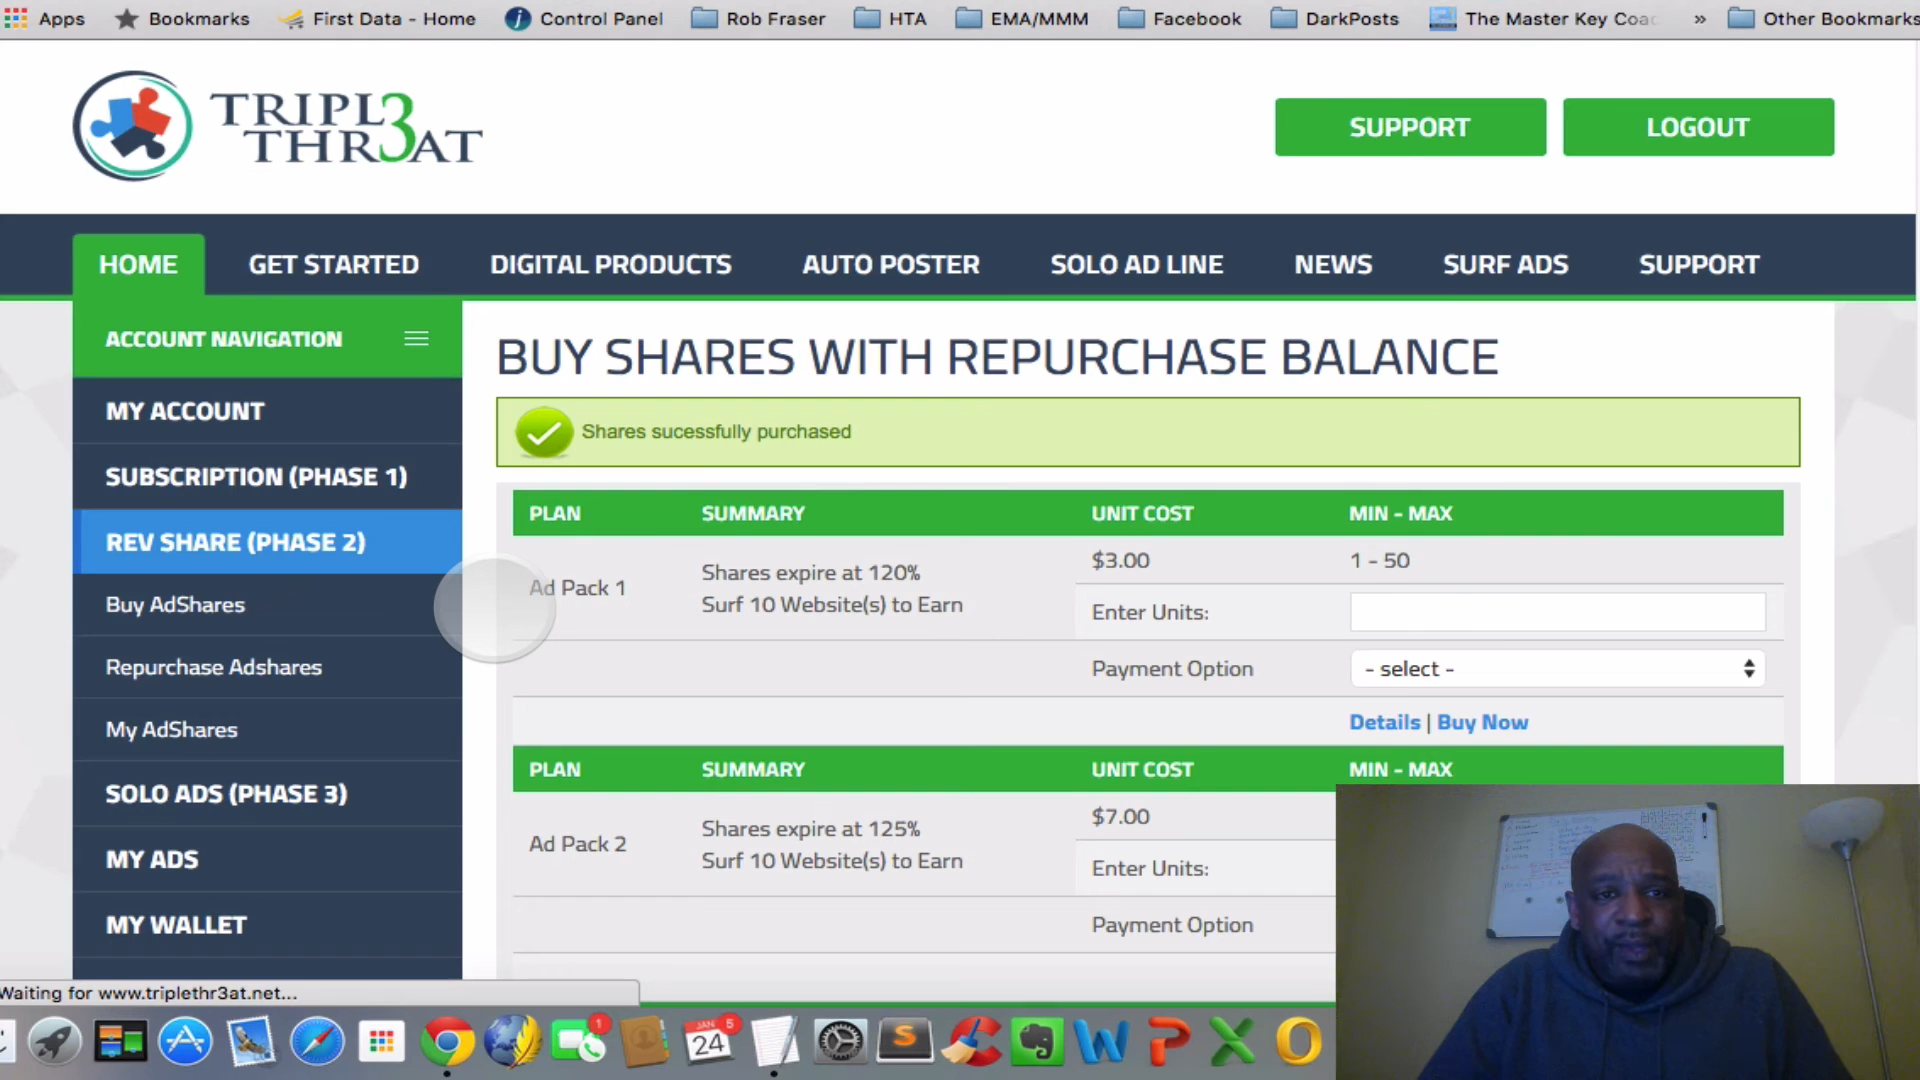 Apps Bookmarks First Data - Home Control Panel Rob Fraser HTA EMA/MMM Facebook DarkPosts The Master Key Coac » Other Bookmarks
TRIPL3
THR3AT
SUPPORT LOGOUT
HOME GET STARTED DIGITAL PRODUCTS AUTO POSTER SOLO AD LINE NEWS SURF ADS SUPPORT
ACCOUNT NAVIGATION
MY ACCOUNT
SUBSCRIPTION (PHASE 1)
REV SHARE (PHASE 2)
Buy AdShares
Repurchase Adshares
My AdShares
SOLO ADS (PHASE 3)
MY ADS
MY WALLET
BUY SHARES WITH REPURCHASE BALANCE
Shares sucessfully purchased
PLAN SUMMARY UNIT COST MIN - MAX
Ad Pack 1
Shares expire at 120%
Surf 10 Website(s) to Earn
$3.00 1 - 50
Enter Units:
Payment Option - select -
Details | Buy Now
PLAN SUMMARY UNIT COST MIN - MAX
Ad Pack 2
Shares expire at 125%
Surf 10 Website(s) to Earn
$7.00
Enter Units:
Payment Option
Waiting for www.triplethr3at.net...
1
JAN 5
24